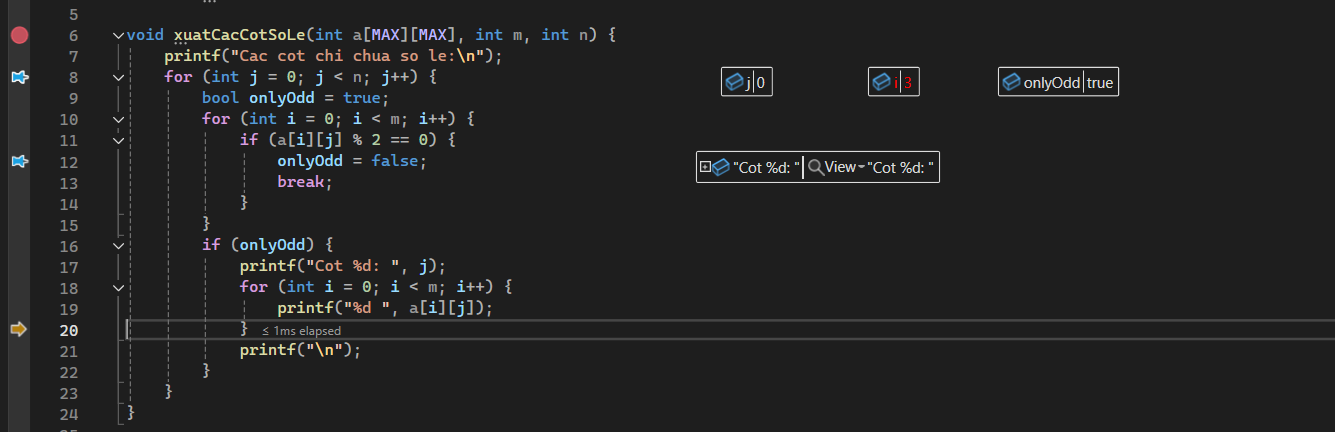 5
6 void xuatCacCotSoLe(int a[MAX][MAX], int m, int n) {
7 printf("Cac cot chi chua so le:\n");
8 for (int j = 0; j < n; j++) { j 0 i 3 onlyOdd true
9 bool onlyOdd = true;
10 for (int i = 0; i < m; i++) {
11 if (a[i][j] % 2 == 0) {
12 onlyOdd = false; "Cot %d: " View "Cot %d: "
13 break;
14 }
15 }
16 if (onlyOdd) {
17 printf("Cot %d: ", j);
18 for (int i = 0; i < m; i++) {
19 printf("%d ", a[i][j]);
20 } ≤ 1ms elapsed
21 printf("\n");
22 }
23 }
24 }